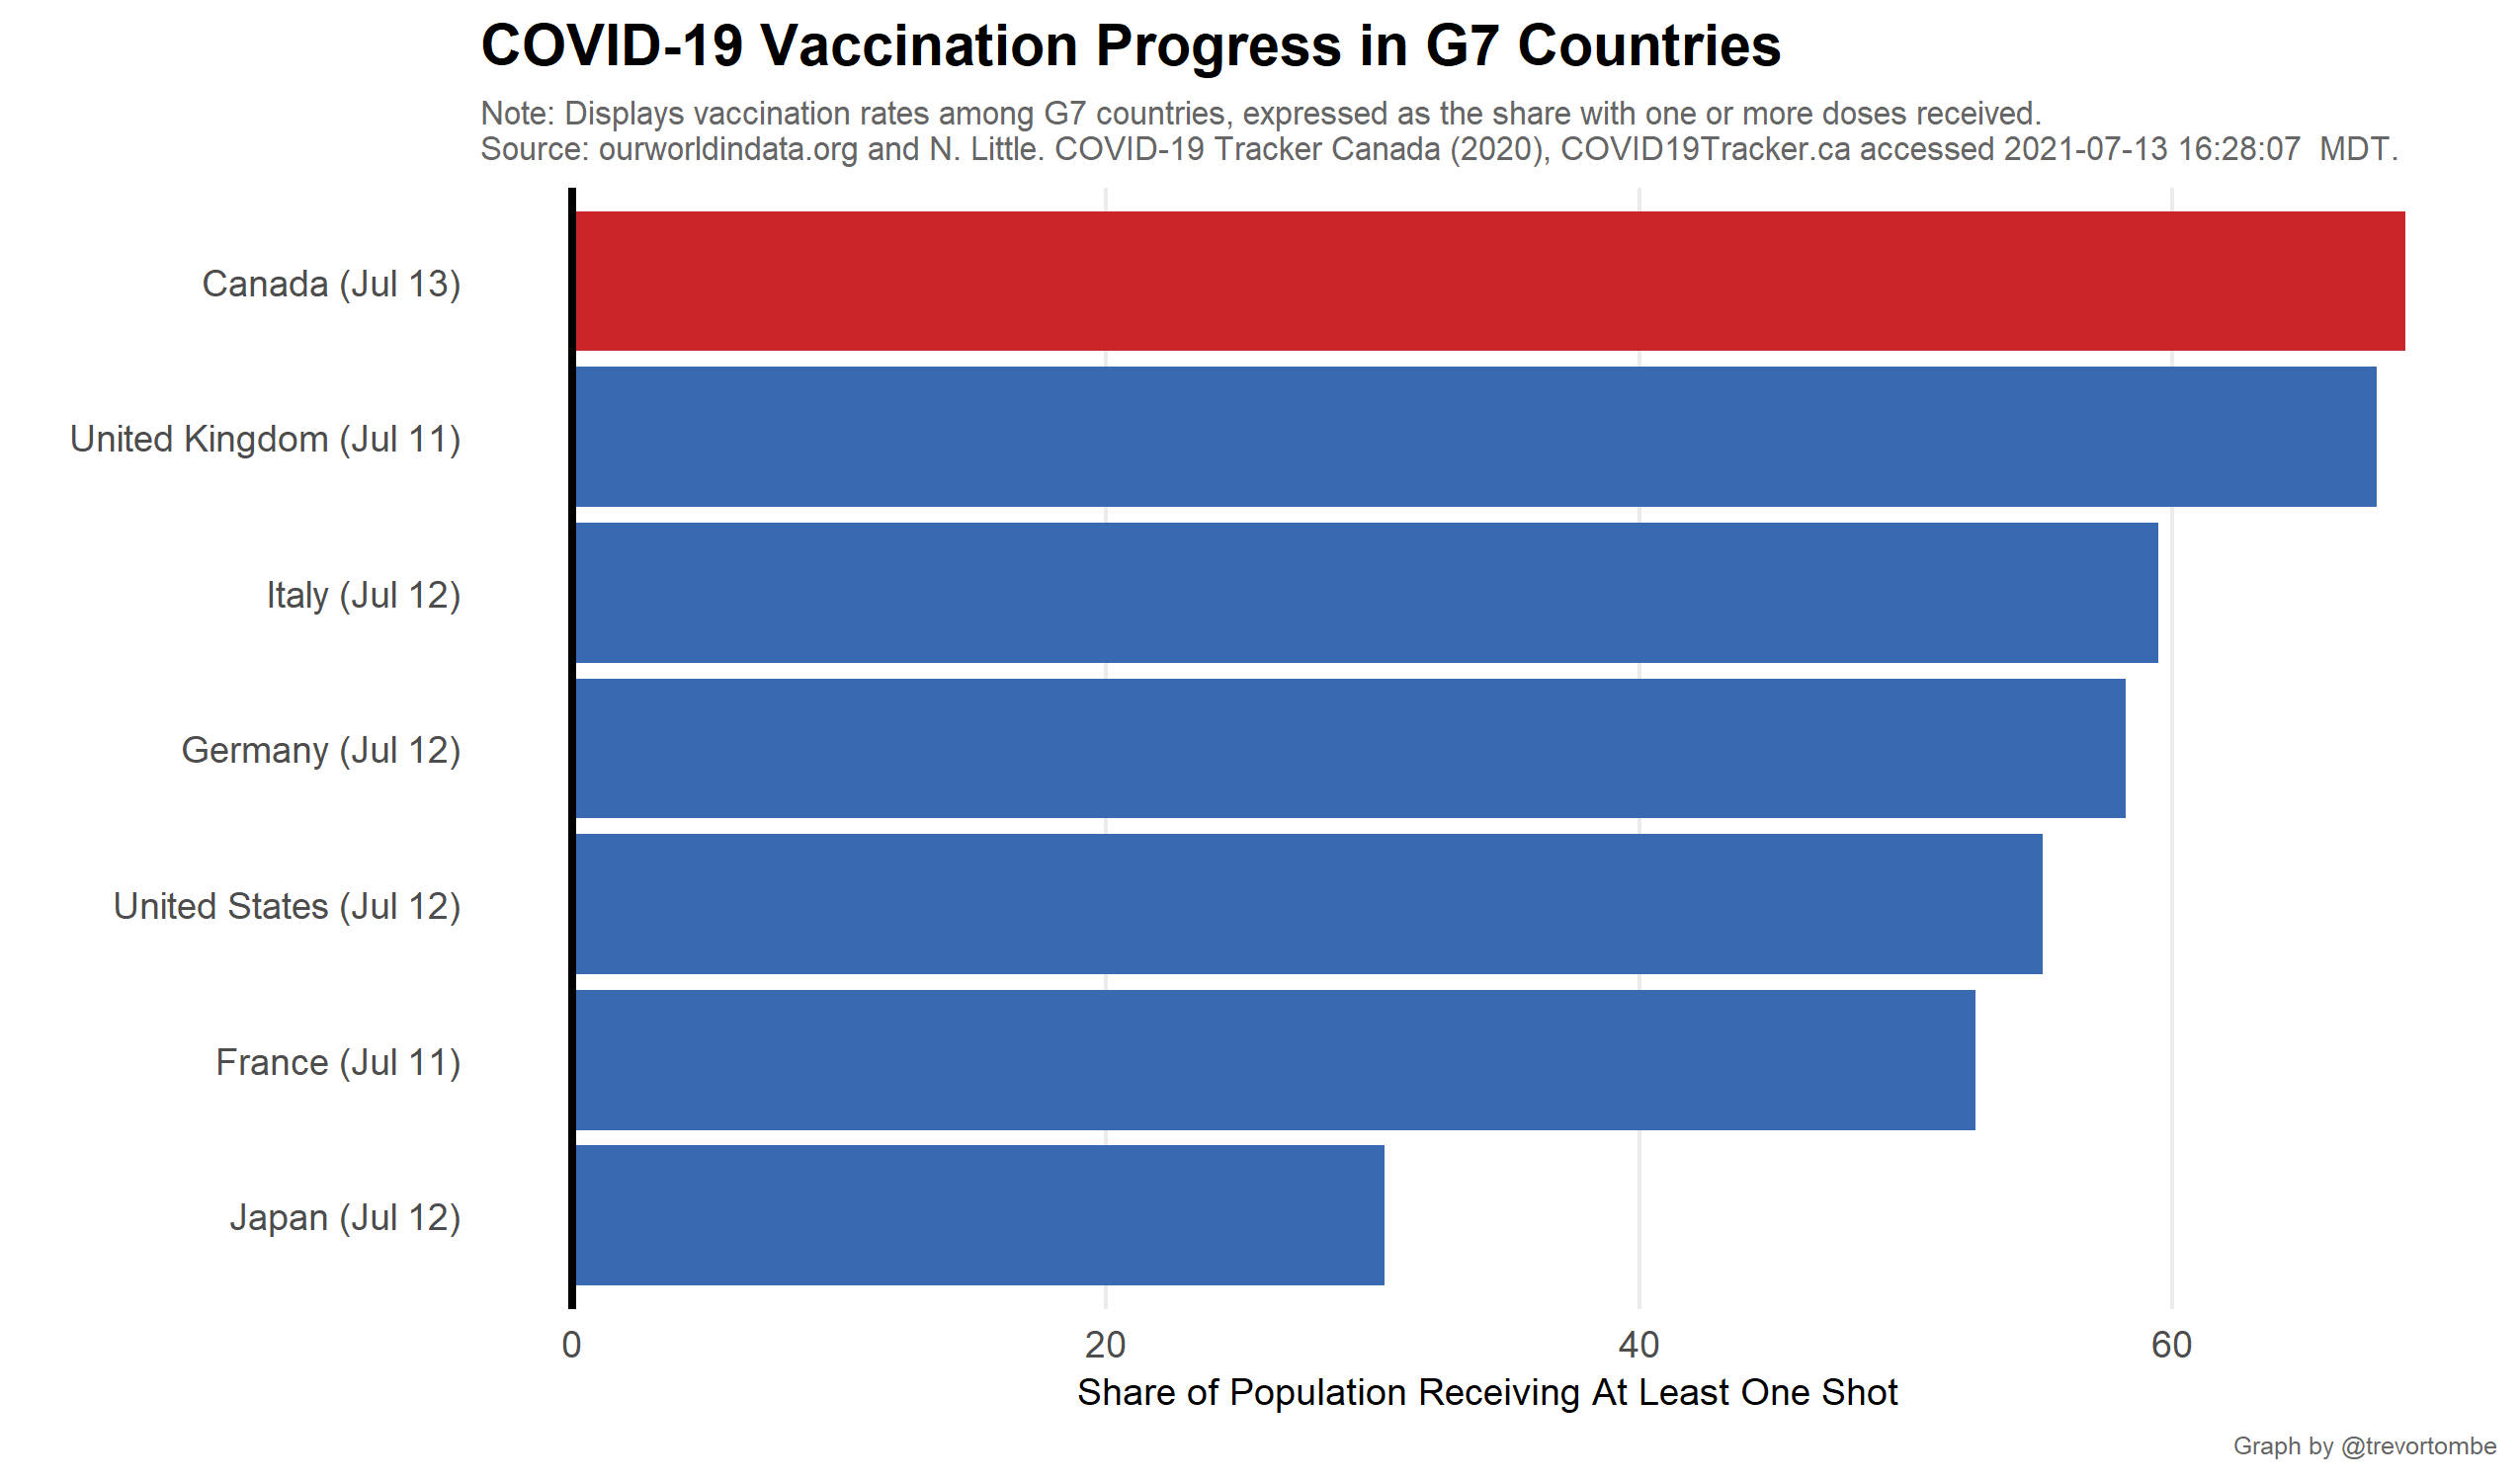 COVID-19 Vaccination Progress in G7 Countries
Note: Displays vaccination rates among G7 countries, expressed as the share with one or more doses received.
Source: ourworldindata.org and N. Little. COVID-19 Tracker Canada (2020), COVID19Tracker.ca accessed 2021-07-13 16:28:07  MDT.
Canada (Jul 13)
United Kingdom (Jul 11)
Italy (Jul 12)
Germany (Jul 12)
United States (Jul 12)
France (Jul 11)
Japan (Jul 12)
0 20 40 60
Share of Population Receiving At Least One Shot
Graph by @trevortombe